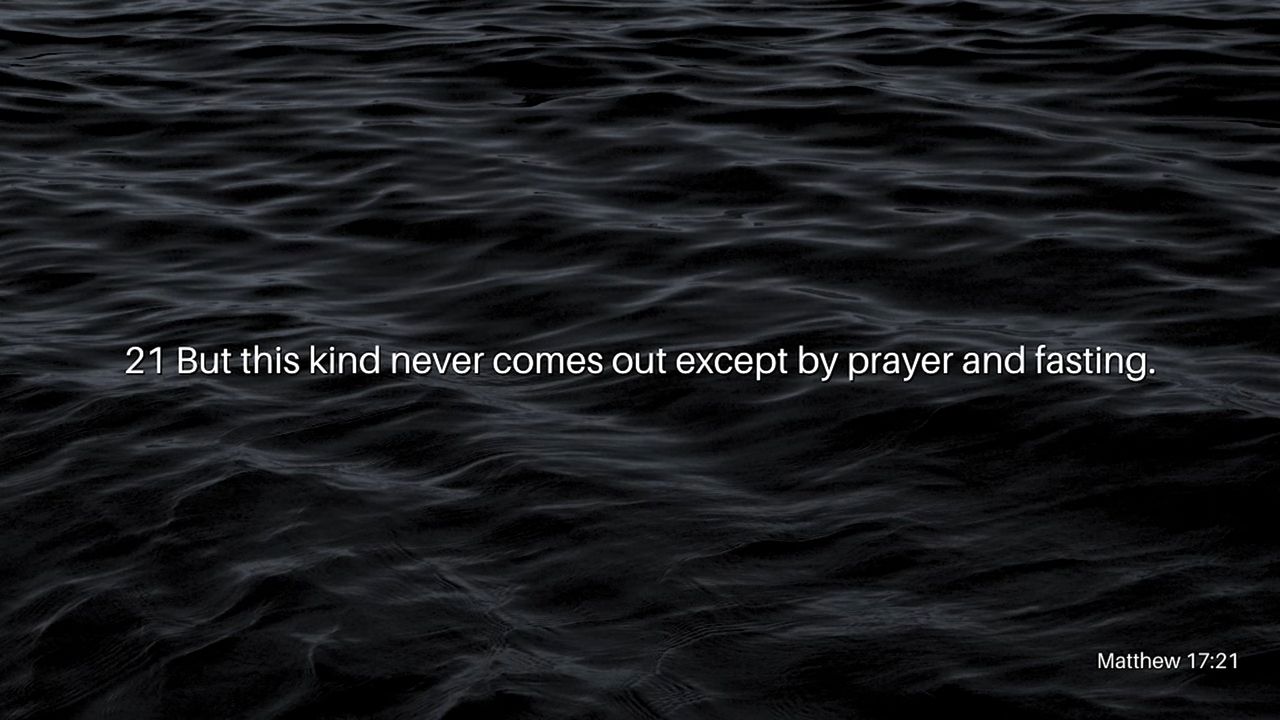 21 But this kind never comes out except by prayer and fasting.
Matthew 17:21